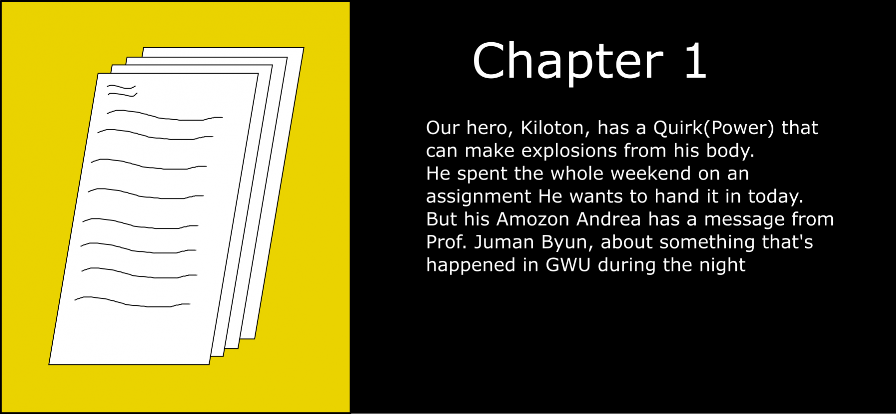 Chapter 1
Our hero, Kiloton, has a Quirk(Power) that
can make explosions from his body.
He spent the whole weekend on an
assignment He wants to hand it in today.
But his Amozon Andrea has a message from
Prof. Juman Byun, about something that's
happened in GWU during the night